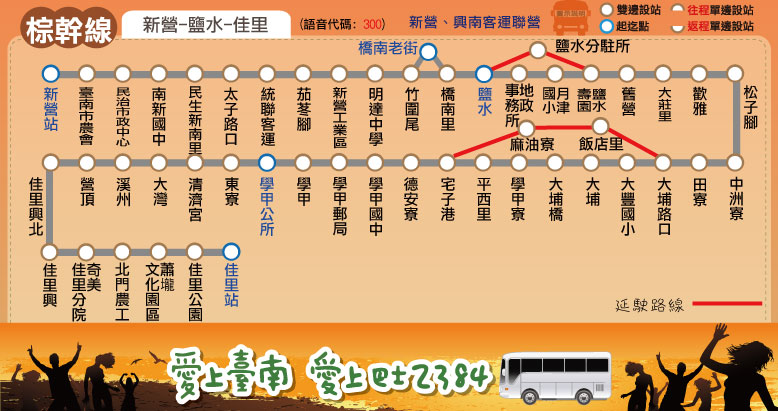 棕幹線
新營-鹽水-佳里
(語音代碼: 300)
新營、興南客運聯營
雙邊設站
起迄點
往程單邊設站
返程單邊設站
橋南老街
鹽水分駐所
新營站
臺南市農會
民治市政中心
南新國中
民生新南里
太子路口
統聯客運
茄苳腳
新營工業區
明達中學
竹圍尾
橋南里
鹽水
地政事務所
月津國小
鹽水壽園
舊營
大莊里
歡雅
松子腳
麻油寮
飯店里
佳里興北
營頂
溪州
大灣
清濟宮
東寮
學甲公所
學甲
學甲郵局
學甲國中
德安寮
宅子港
平西里
學甲寮
大埔橋
大埔
大豐國小
大埔路口
田寮
中洲寮
佳里興
奇美佳里分院
北門農工
蕭壠文化園區
佳里公園
佳里站
延駛路線
愛上臺南 愛上巴士2384